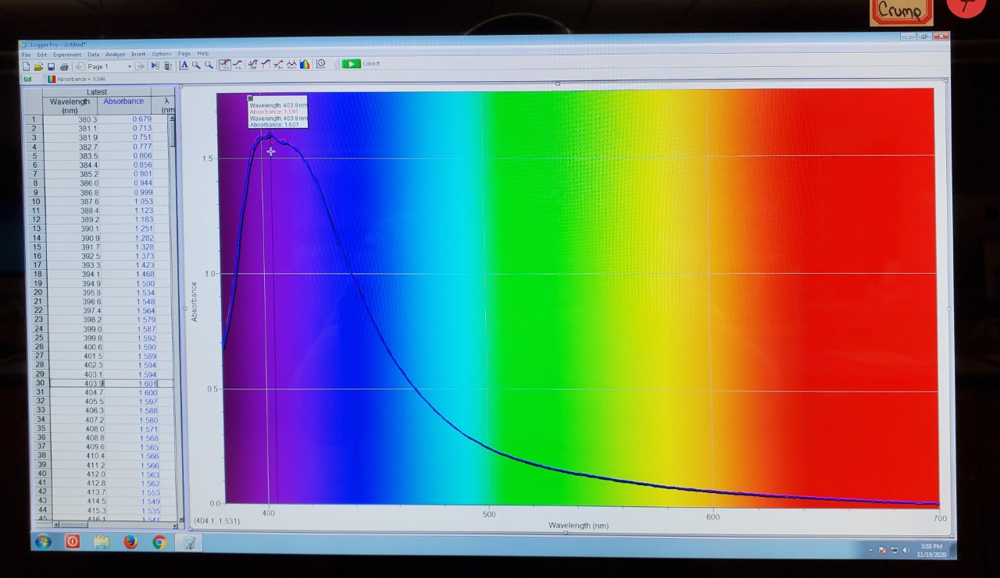 Crump
Logger Pro - Untitled*
File Edit Experiment Data Analyze Insert Options Page Help
Page 1
Collect
Absorbance = 0.046
Latest
Wavelength Absorbance λ
(nm) (nm
1 380.3 0.679
2 381.1 0.713
3 381.9 0.751
4 382.7 0.777
5 383.5 0.806
6 384.4 0.856
7 385.2 0.901
8 386.0 0.944
9 386.8 0.999
10 387.6 1.053
11 388.4 1.123
12 389.2 1.183
13 390.1 1.251
14 390.9 1.282
15 391.7 1.328
16 392.5 1.373
17 393.3 1.423
18 394.1 1.468
19 394.9 1.500
20 395.8 1.534
21 396.6 1.548
22 397.4 1.564
23 398.2 1.579
24 399.0 1.587
25 399.8 1.592
26 400.6 1.590
27 401.5 1.589
28 402.3 1.594
29 403.1 1.594
30 403.9 1.601
31 404.7 1.600
32 405.5 1.597
33 406.3 1.588
34 407.2 1.580
35 408.0 1.571
36 408.8 1.568
37 409.6 1.565
38 410.4 1.566
39 411.2 1.566
40 412.0 1.563
41 412.8 1.562
42 413.7 1.553
43 414.5 1.549
44 415.3 1.535
45 416.1 1.541
Wavelength: 403.9 nm
Absorbance: 1.591
Wavelength: 403.9 nm
Absorbance: 1.601
1.5
1.0
Absorbance
0.5
0.0
400 500 600 700
(404.1, 1.531)
Wavelength (nm)
3:59 PM
11/19/2020